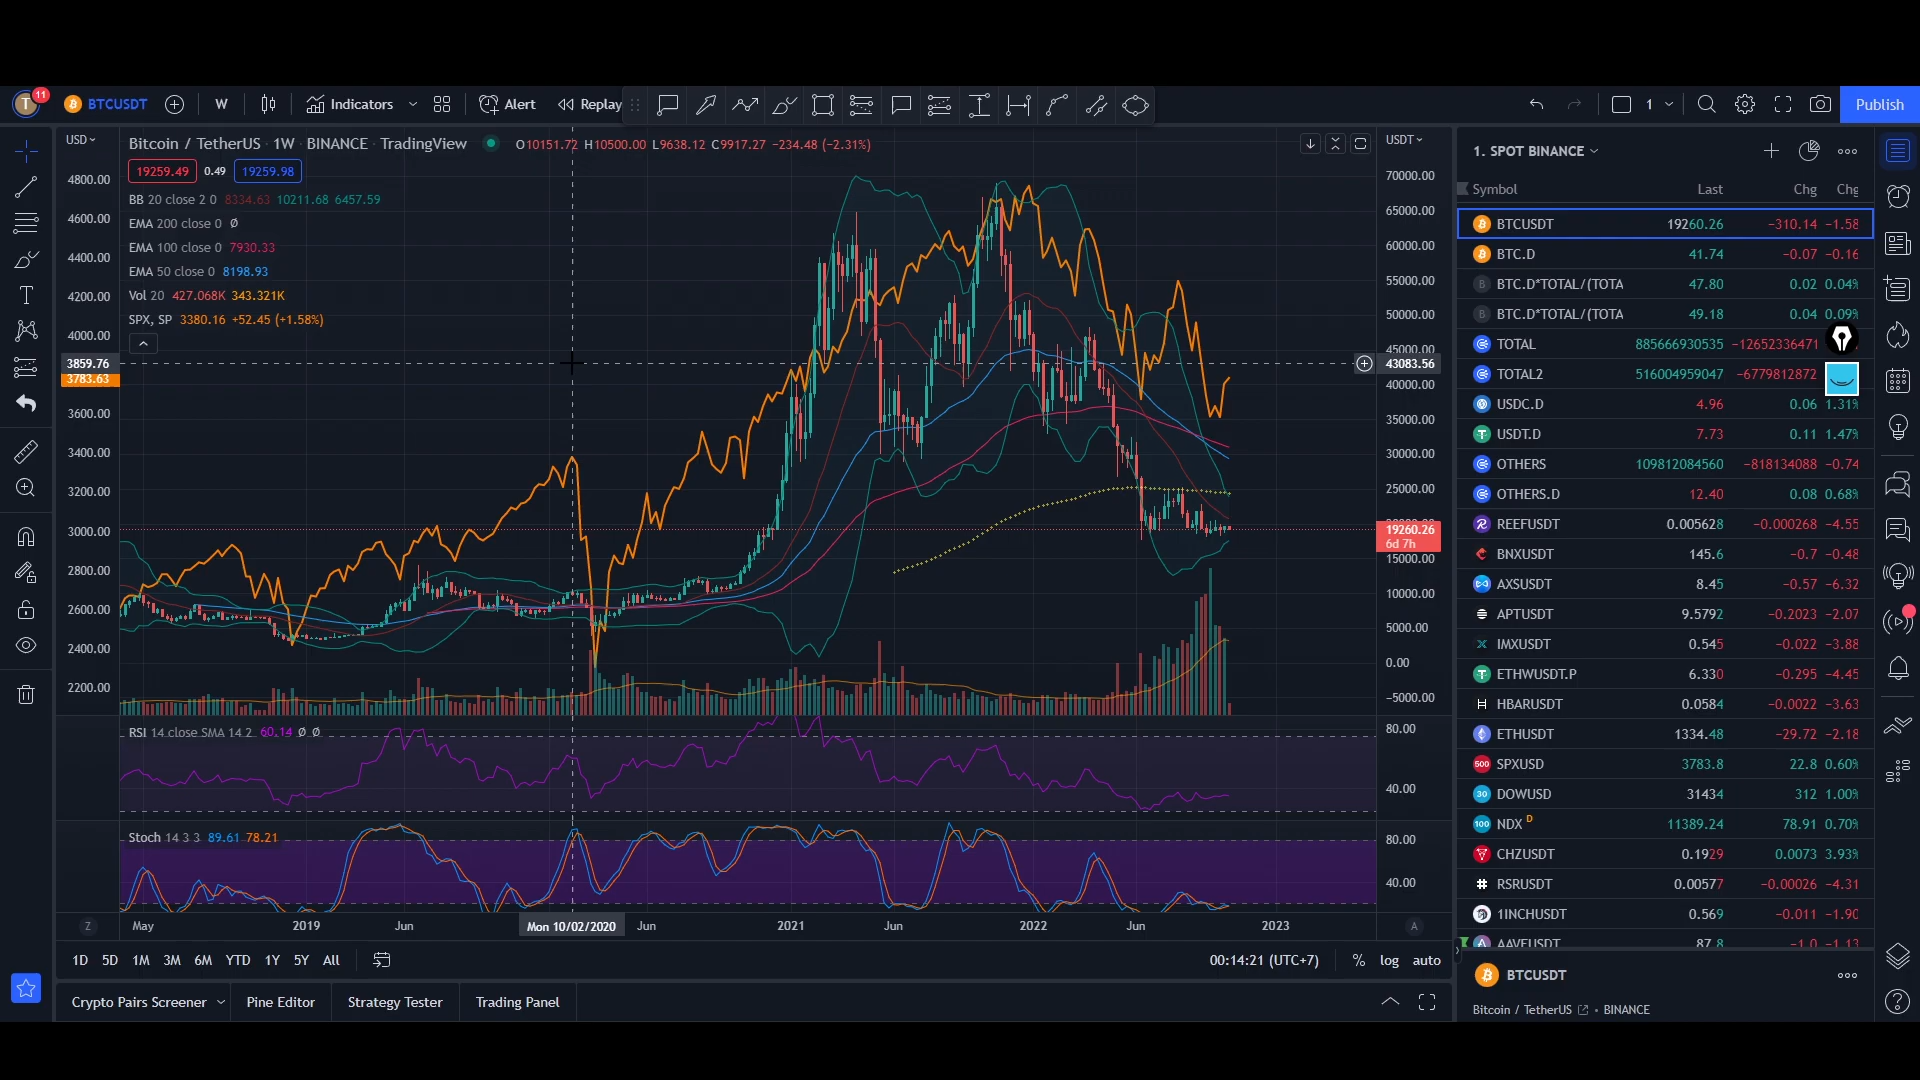 T 11 BTCUSDT W Indicators Alert Replay 1 Publish
USD
Bitcoin / TetherUS · 1W · BINANCE · TradingView O10151.72 H10500.00 L9638.12 C9917.27 −234.48 (−2.31%)
19259.49 0.49 19259.98
BB 20 close 2 0 8334.63 10211.68 6457.59
EMA 200 close 0 Ø
EMA 100 close 0 7930.33
EMA 50 close 0 8198.93
Vol 20 427.068K 343.321K
SPX, SP 3380.16 +52.45 (+1.58%)
4800.00
4600.00
4400.00
4200.00
4000.00
3859.76
3783.63
3600.00
3400.00
3200.00
3000.00
2800.00
2600.00
2400.00
2200.00
USDT
70000.00
65000.00
60000.00
55000.00
50000.00
45000.00
43083.56
40000.00
35000.00
30000.00
25000.00
19260.26
6d 7h
15000.00
10000.00
5000.00
0.00
−5000.00
RSI 14 close SMA 14 2 60.14 Ø Ø
80.00
40.00
Stoch 14 3 3 89.61 78.21
80.00
40.00
Z May 2019 Jun Mon 10/02/2020 Jun 2021 Jun 2022 Jun 2023 A
1D 5D 1M 3M 6M YTD 1Y 5Y All 00:14:21 (UTC+7) % log auto
Crypto Pairs Screener Pine Editor Strategy Tester Trading Panel
1. SPOT BINANCE
Symbol Last Chg Chg
BTCUSDT 19260.26 −310.14 −1.58
BTC.D 41.74 −0.07 −0.16
B BTC.D*TOTAL/(TOTA 47.80 0.02 0.04%
B BTC.D*TOTAL/(TOTA 49.18 0.04 0.09%
TOTAL 885666930535 −12652336471
TOTAL2 516004959047 −6779812872
USDC.D 4.96 0.06 1.31%
USDT.D 7.73 0.11 1.47%
OTHERS 109812084560 −818134088 −0.74
OTHERS.D 12.40 0.08 0.68%
REEFUSDT 0.005628 −0.000268 −4.55
BNXUSDT 145.6 −0.7 −0.48
AXSUSDT 8.45 −0.57 −6.32
APTUSDT 9.5792 −0.2023 −2.07
IMXUSDT 0.545 −0.022 −3.88
ETHWUSDT.P 6.330 −0.295 −4.45
HBARUSDT 0.0584 −0.0022 −3.63
ETHUSDT 1334.48 −29.72 −2.18
500 SPXUSD 3783.8 22.8 0.60%
30 DOWUSD 31434 312 1.00%
100 NDX D 11389.24 78.91 0.70%
CHZUSDT 0.1929 0.0073 3.93%
RSRUSDT 0.00577 −0.00026 −4.31
1INCHUSDT 0.569 −0.011 −1.90
AAVEUSDT 87.8 −1.0 −1.13
BTCUSDT
Bitcoin / TetherUS • BINANCE